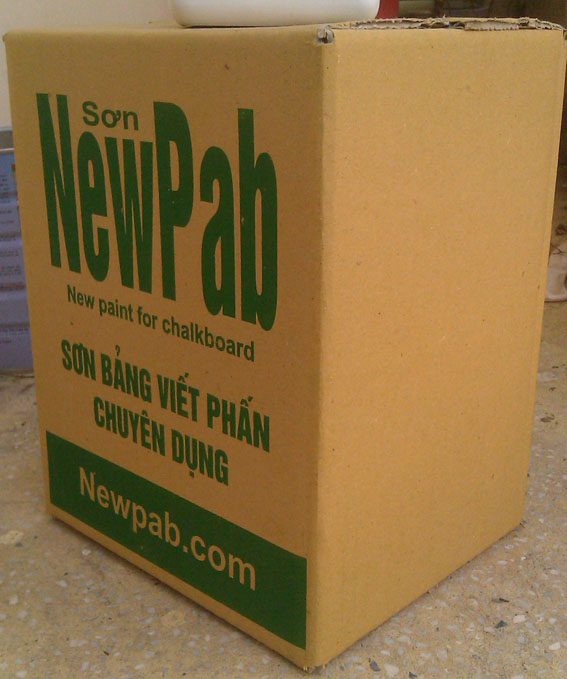 Sơn
NewPab
New paint for chalkboard
SƠN BẢNG VIẾT PHẤN
CHUYÊN DỤNG
Newpab.com